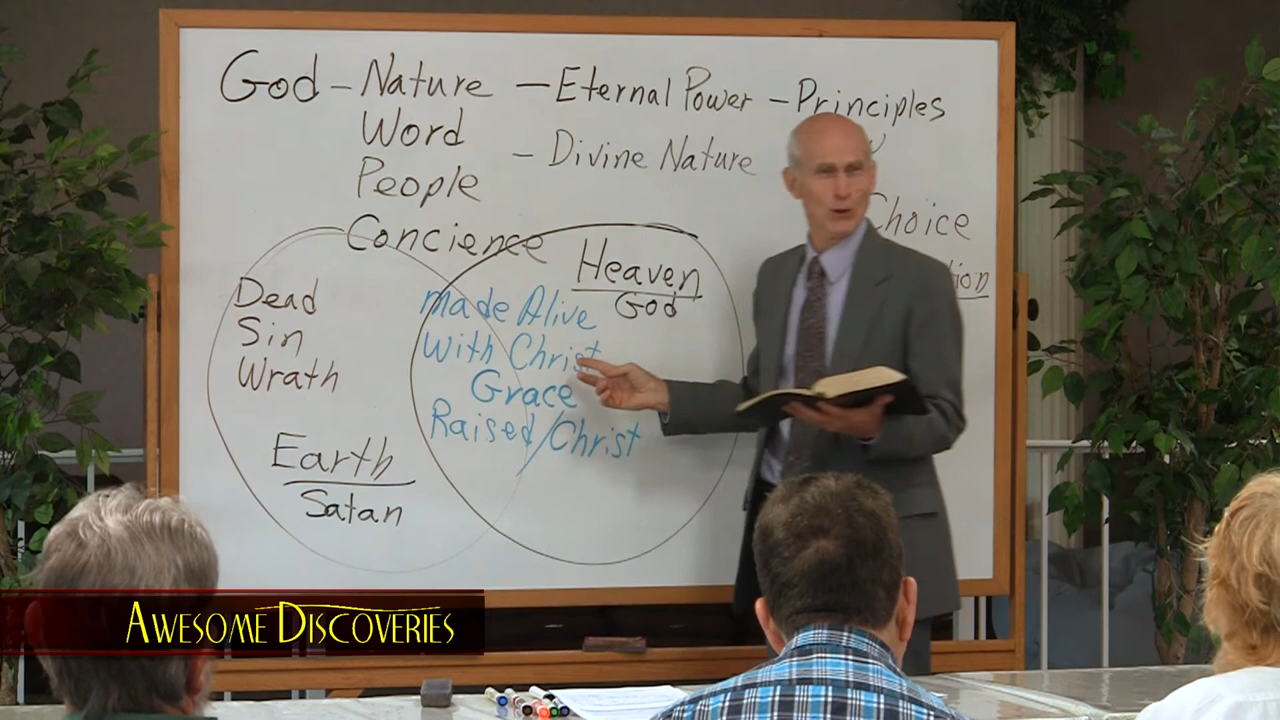 God - Nature - Eternal Power - Principles
Word
- Divine Nature
People
Choice
Concience
Heaven
God
Dead
Sin
Wrath
Made Alive
With Christ
Grace
Raised/Christ
Earth
Satan
Awesome Discoveries